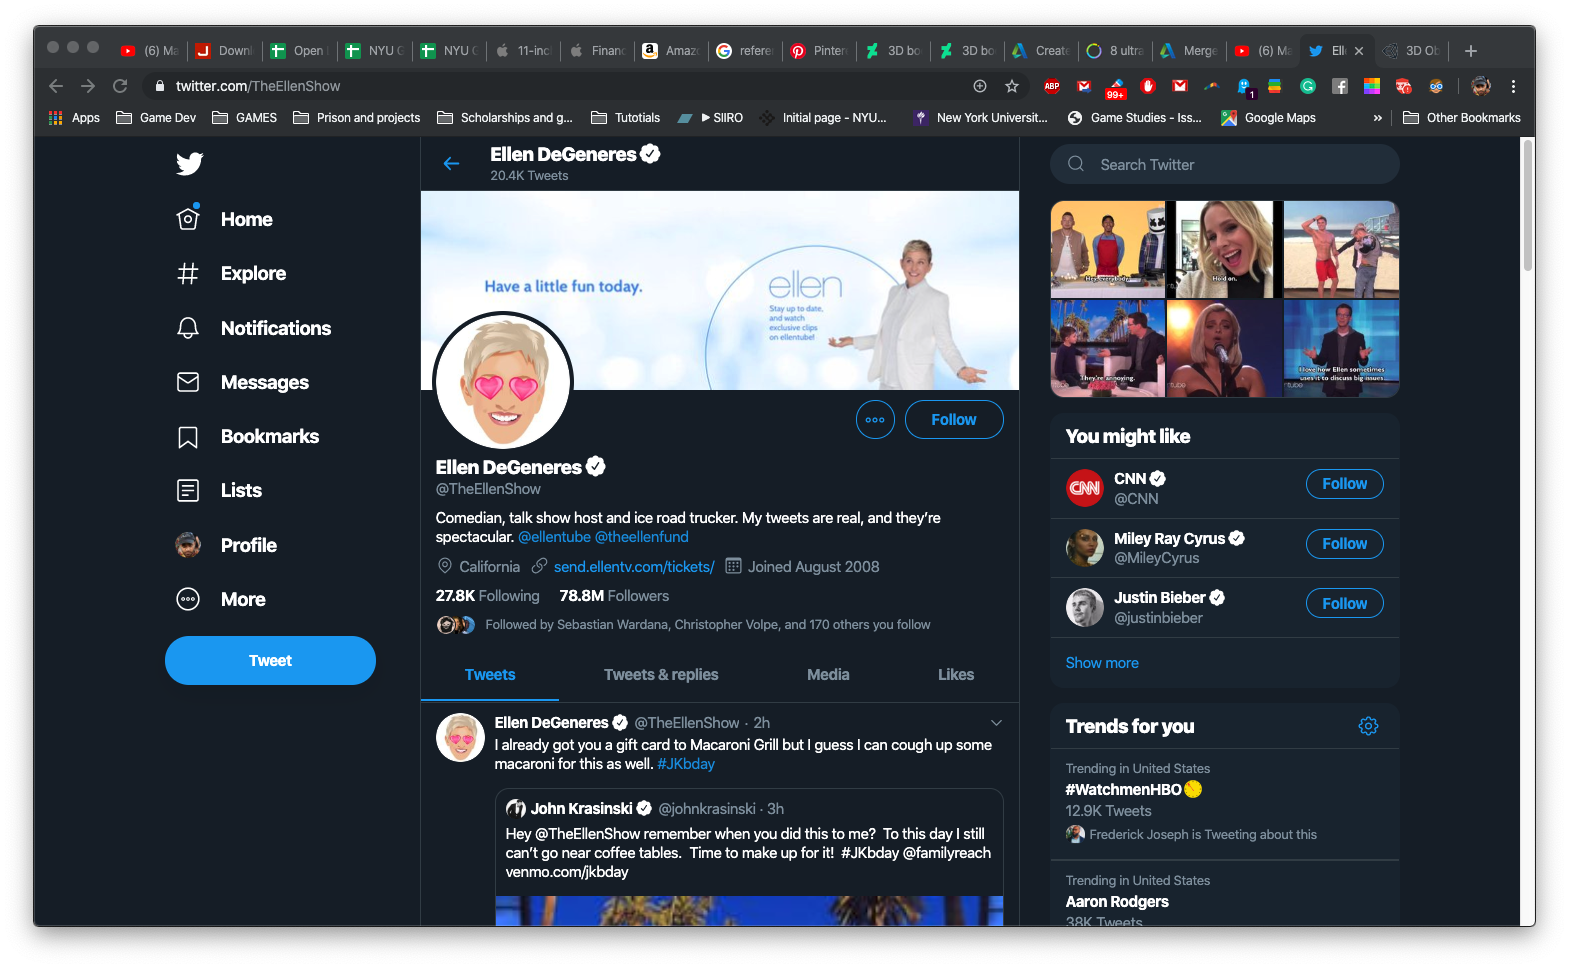 (6) Ma
Downl
Open
NYU G
NYU G
11-incl
Financ
Amazo
referen
Pintere
3D bo
3D bo
Create
8 ultra
Merge
(6) Ma
Elle
3D Ob
twitter.com/TheEllenShow
ABP
99+
1
Apps
Game Dev
GAMES
Prison and projects
Scholarships and g...
Tutotials
SIIRO
Initial page - NYU...
New York Universit...
Game Studies - Iss...
Google Maps
»
Other Bookmarks
Home
Explore
Notifications
Messages
Bookmarks
Lists
Profile
More
Tweet
Ellen DeGeneres
20.4K Tweets
Have a little fun today.
ellen
Stay up to date,
and watch
exclusive clips
on ellentube!
Follow
Ellen DeGeneres
@TheEllenShow
Comedian, talk show host and ice road trucker. My tweets are real, and they're
spectacular. @ellentube @theellenfund
California send.ellentv.com/tickets/ Joined August 2008
27.8K Following 78.8M Followers
Followed by Sebastian Wardana, Christopher Volpe, and 170 others you follow
Tweets Tweets & replies Media Likes
Ellen DeGeneres @TheEllenShow · 2h
I already got you a gift card to Macaroni Grill but I guess I can cough up some
macaroni for this as well. #JKbday
John Krasinski @johnkrasinski · 3h
Hey @TheEllenShow remember when you did this to me? To this day I still
can't go near coffee tables. Time to make up for it! #JKbday @familyreach
venmo.com/jkbday
Search Twitter
Hey, everybody.
Hold on.
They're annoying.
I love how Ellen sometimes
uses it to discuss big issues.
You might like
CNN
CNN
@CNN
Follow
Miley Ray Cyrus
@MileyCyrus
Follow
Justin Bieber
@justinbieber
Follow
Show more
Trends for you
Trending in United States
#WatchmenHBO
12.9K Tweets
Frederick Joseph is Tweeting about this
Trending in United States
Aaron Rodgers
38K Tweets